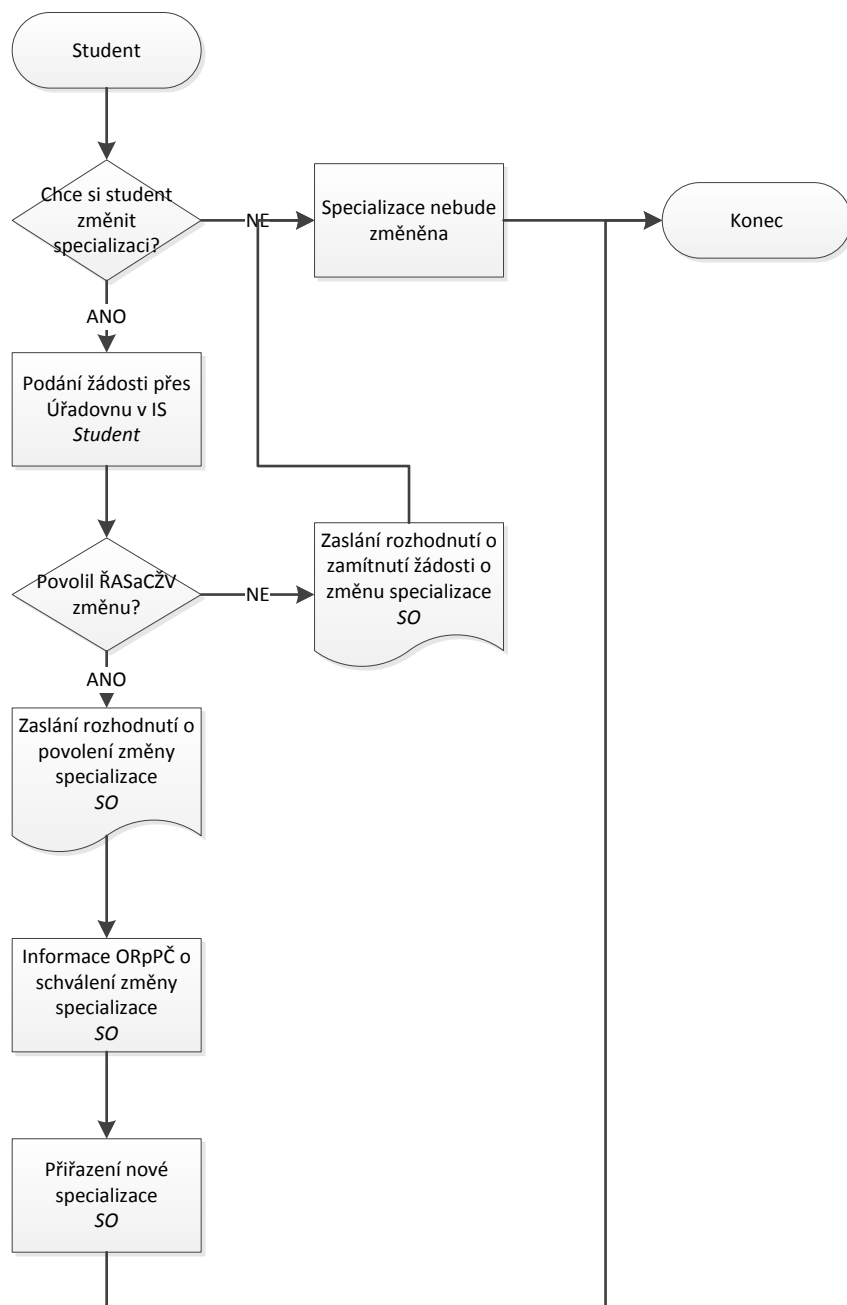 Student
Chce si student
změnit
specializaci?
NE
Specializace nebude
změněna
Konec
ANO
Podání žádosti přes
Úřadovnu v IS
Student
Povolil ŘASaCŽV
změnu?
NE
Zaslání rozhodnutí o
zamítnutí žádosti o
změnu specializace
SO
ANO
Zaslání rozhodnutí o
povolení změny
specializace
SO
Informace ORpPČ o
schválení změny
specializace
SO
Přiřazení nové
specializace
SO